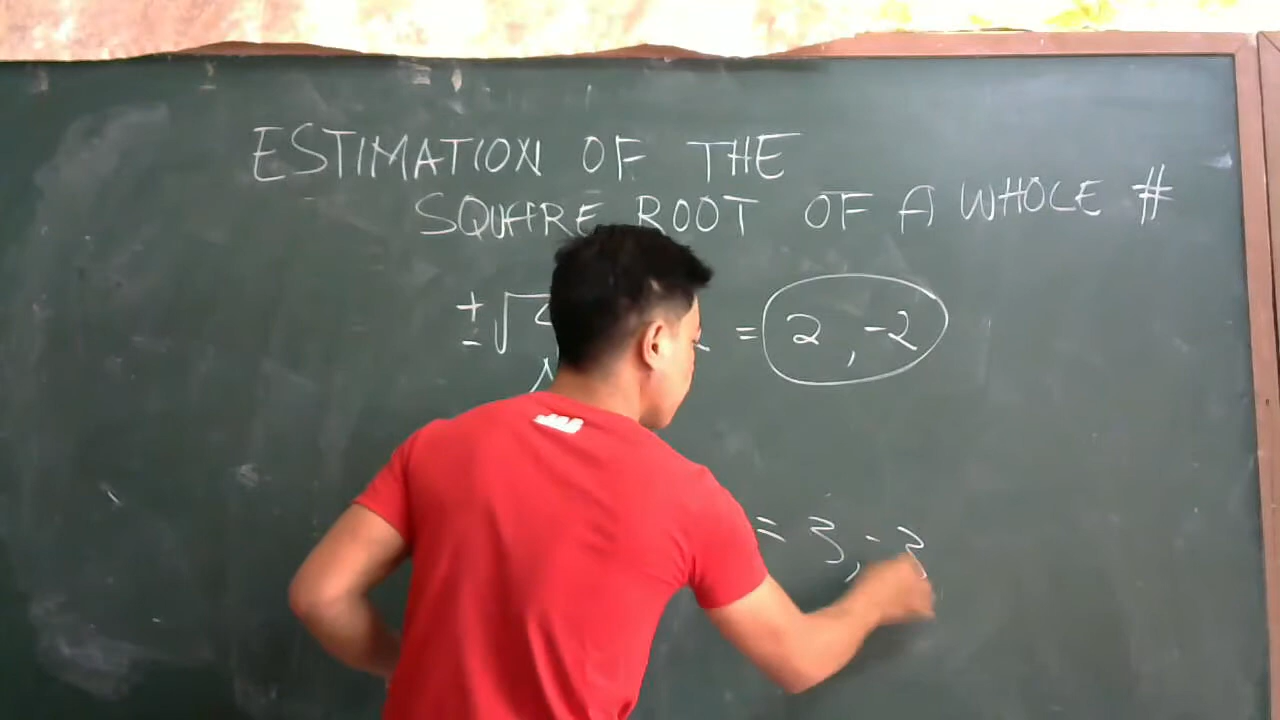 ESTIMATION OF THE
SQUARE ROOT OF A WHOLE #
±√ = 2, -2
= 3, -3